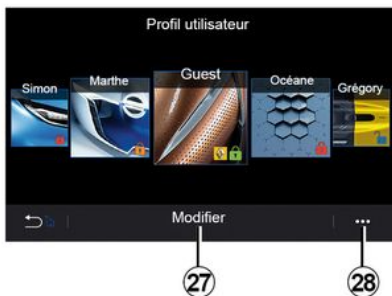 Profil utilisateur
Simon
Marthe
Guest
Océane
Grégory
Modifier
27
28